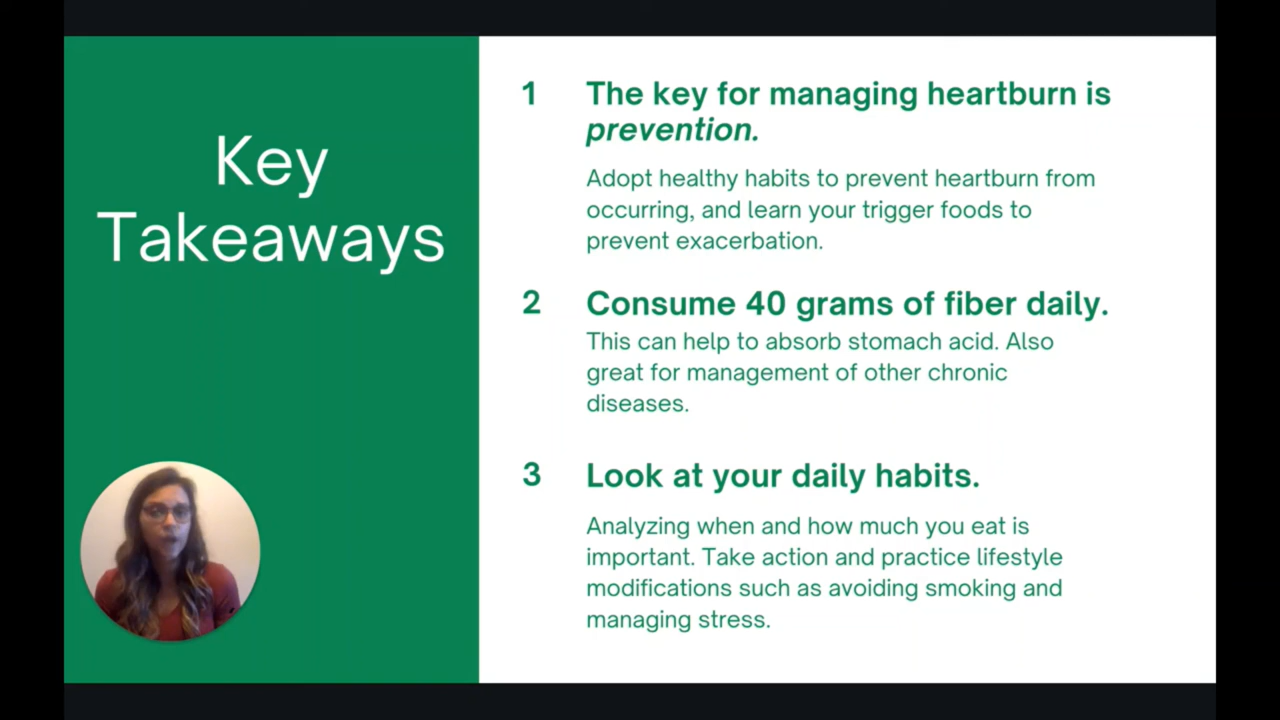 Key
Takeaways
1
The key for managing heartburn is
prevention.
Adopt healthy habits to prevent heartburn from
occurring, and learn your trigger foods to
prevent exacerbation.
2
Consume 40 grams of fiber daily.
This can help to absorb stomach acid. Also
great for management of other chronic
diseases.
3
Look at your daily habits.
Analyzing when and how much you eat is
important. Take action and practice lifestyle
modifications such as avoiding smoking and
managing stress.